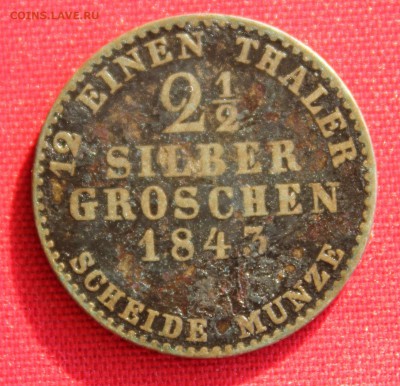 COINS.LAVE.RU
12 EINEN THALER
2 1/2
SILBER
GROSCHEN
1843
SCHEIDE MUNZE